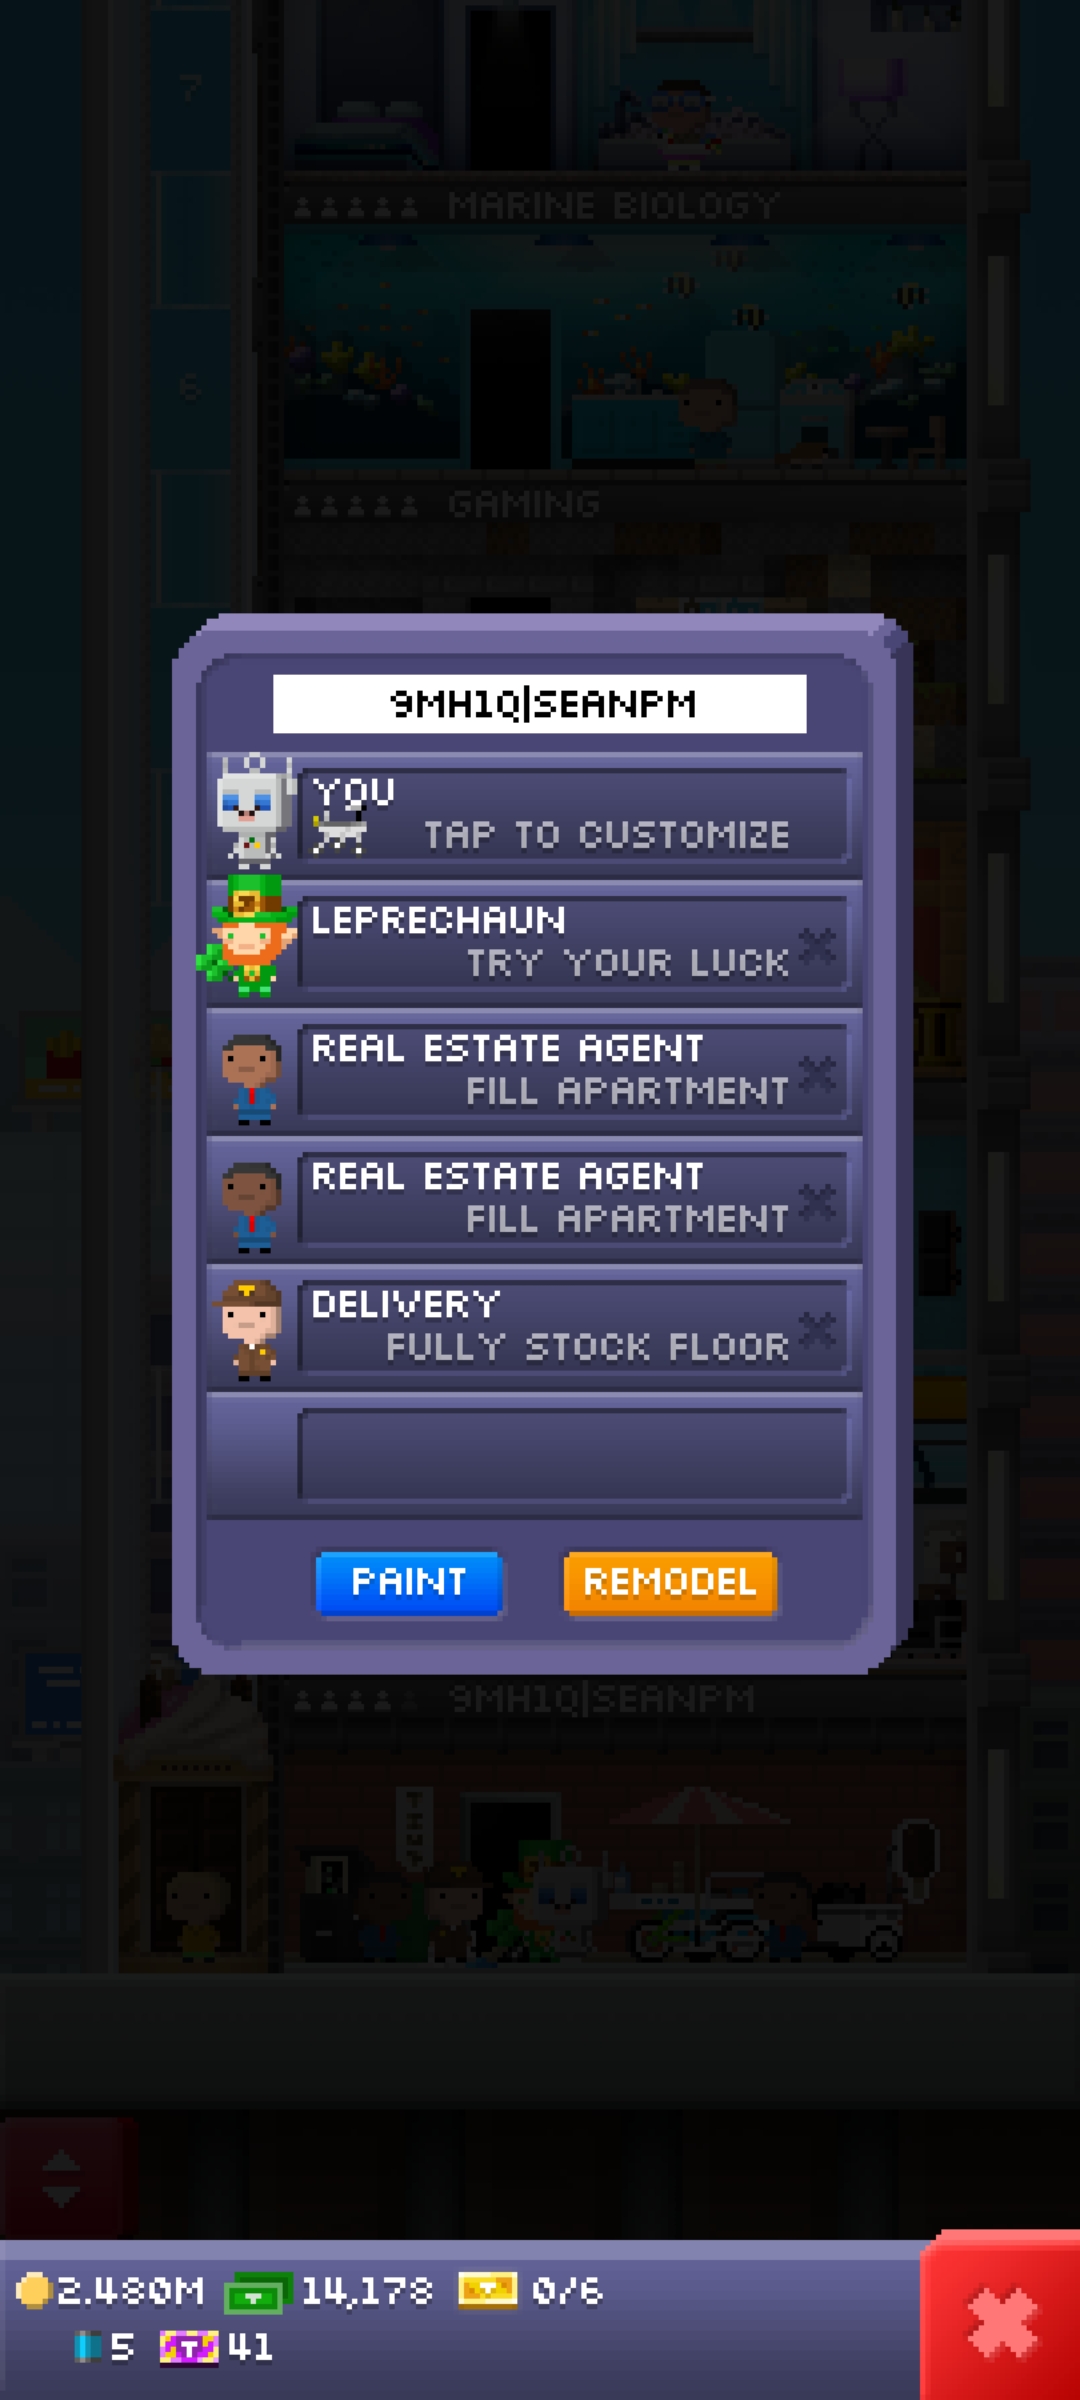 7
MARINE BIOLOGY
6
GAMING
9MH1Q|SEANPM
YOU
TAP TO CUSTOMIZE
LEPRECHAUN
TRY YOUR LUCK
REAL ESTATE AGENT
FILL APARTMENT
REAL ESTATE AGENT
FILL APARTMENT
DELIVERY
FULLY STOCK FLOOR
PAINT REMODEL
9MH1Q|SEANPM
2.480M 14,178 0/6
5 41